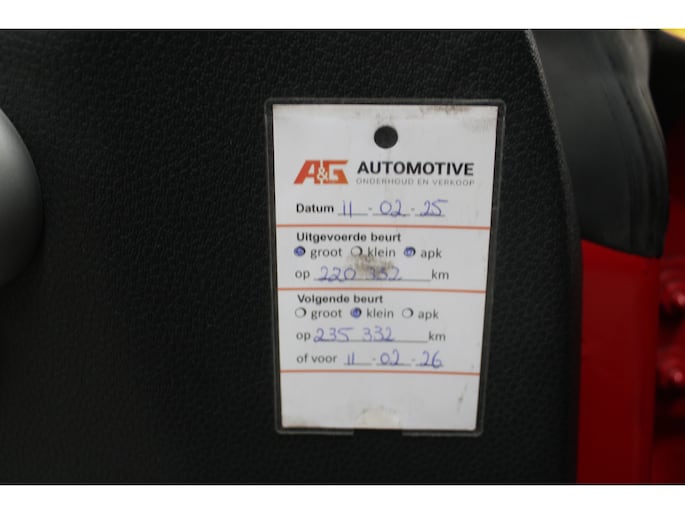 A&G AUTOMOTIVE
ONDERHOUD EN VERKOOP
Datum 11 - 02 - 25
Uitgevoerde beurt
groot klein apk
op 220 332 km
Volgende beurt
groot klein apk
op 235 332 km
of voor 11 - 02 - 26